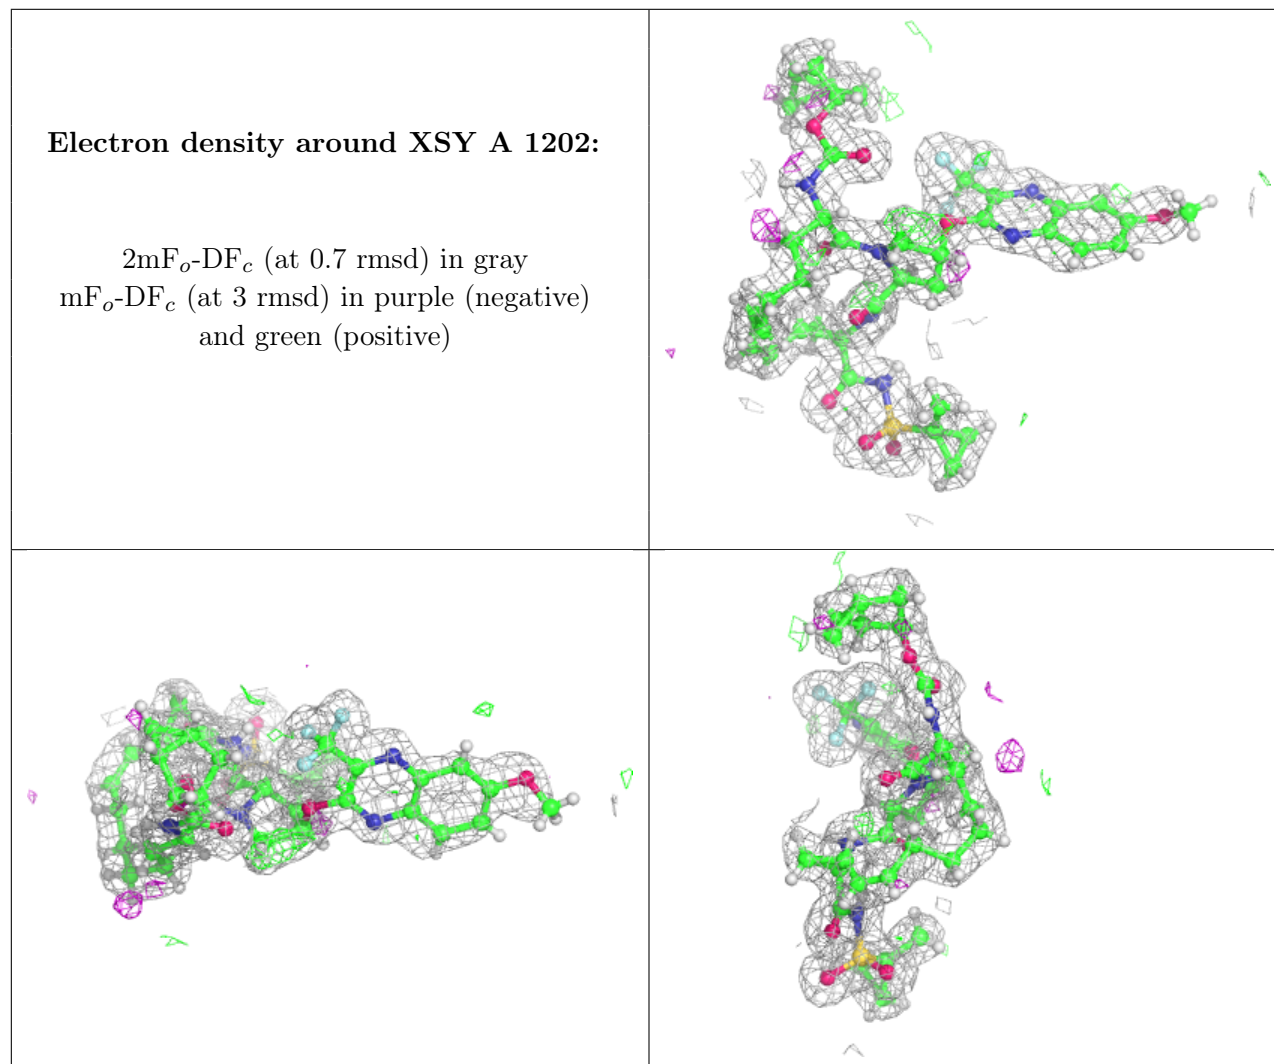 Electron density around XSY A 1202:
2mFo-DFc (at 0.7 rmsd) in gray
mFo-DFc (at 3 rmsd) in purple (negative)
and green (positive)